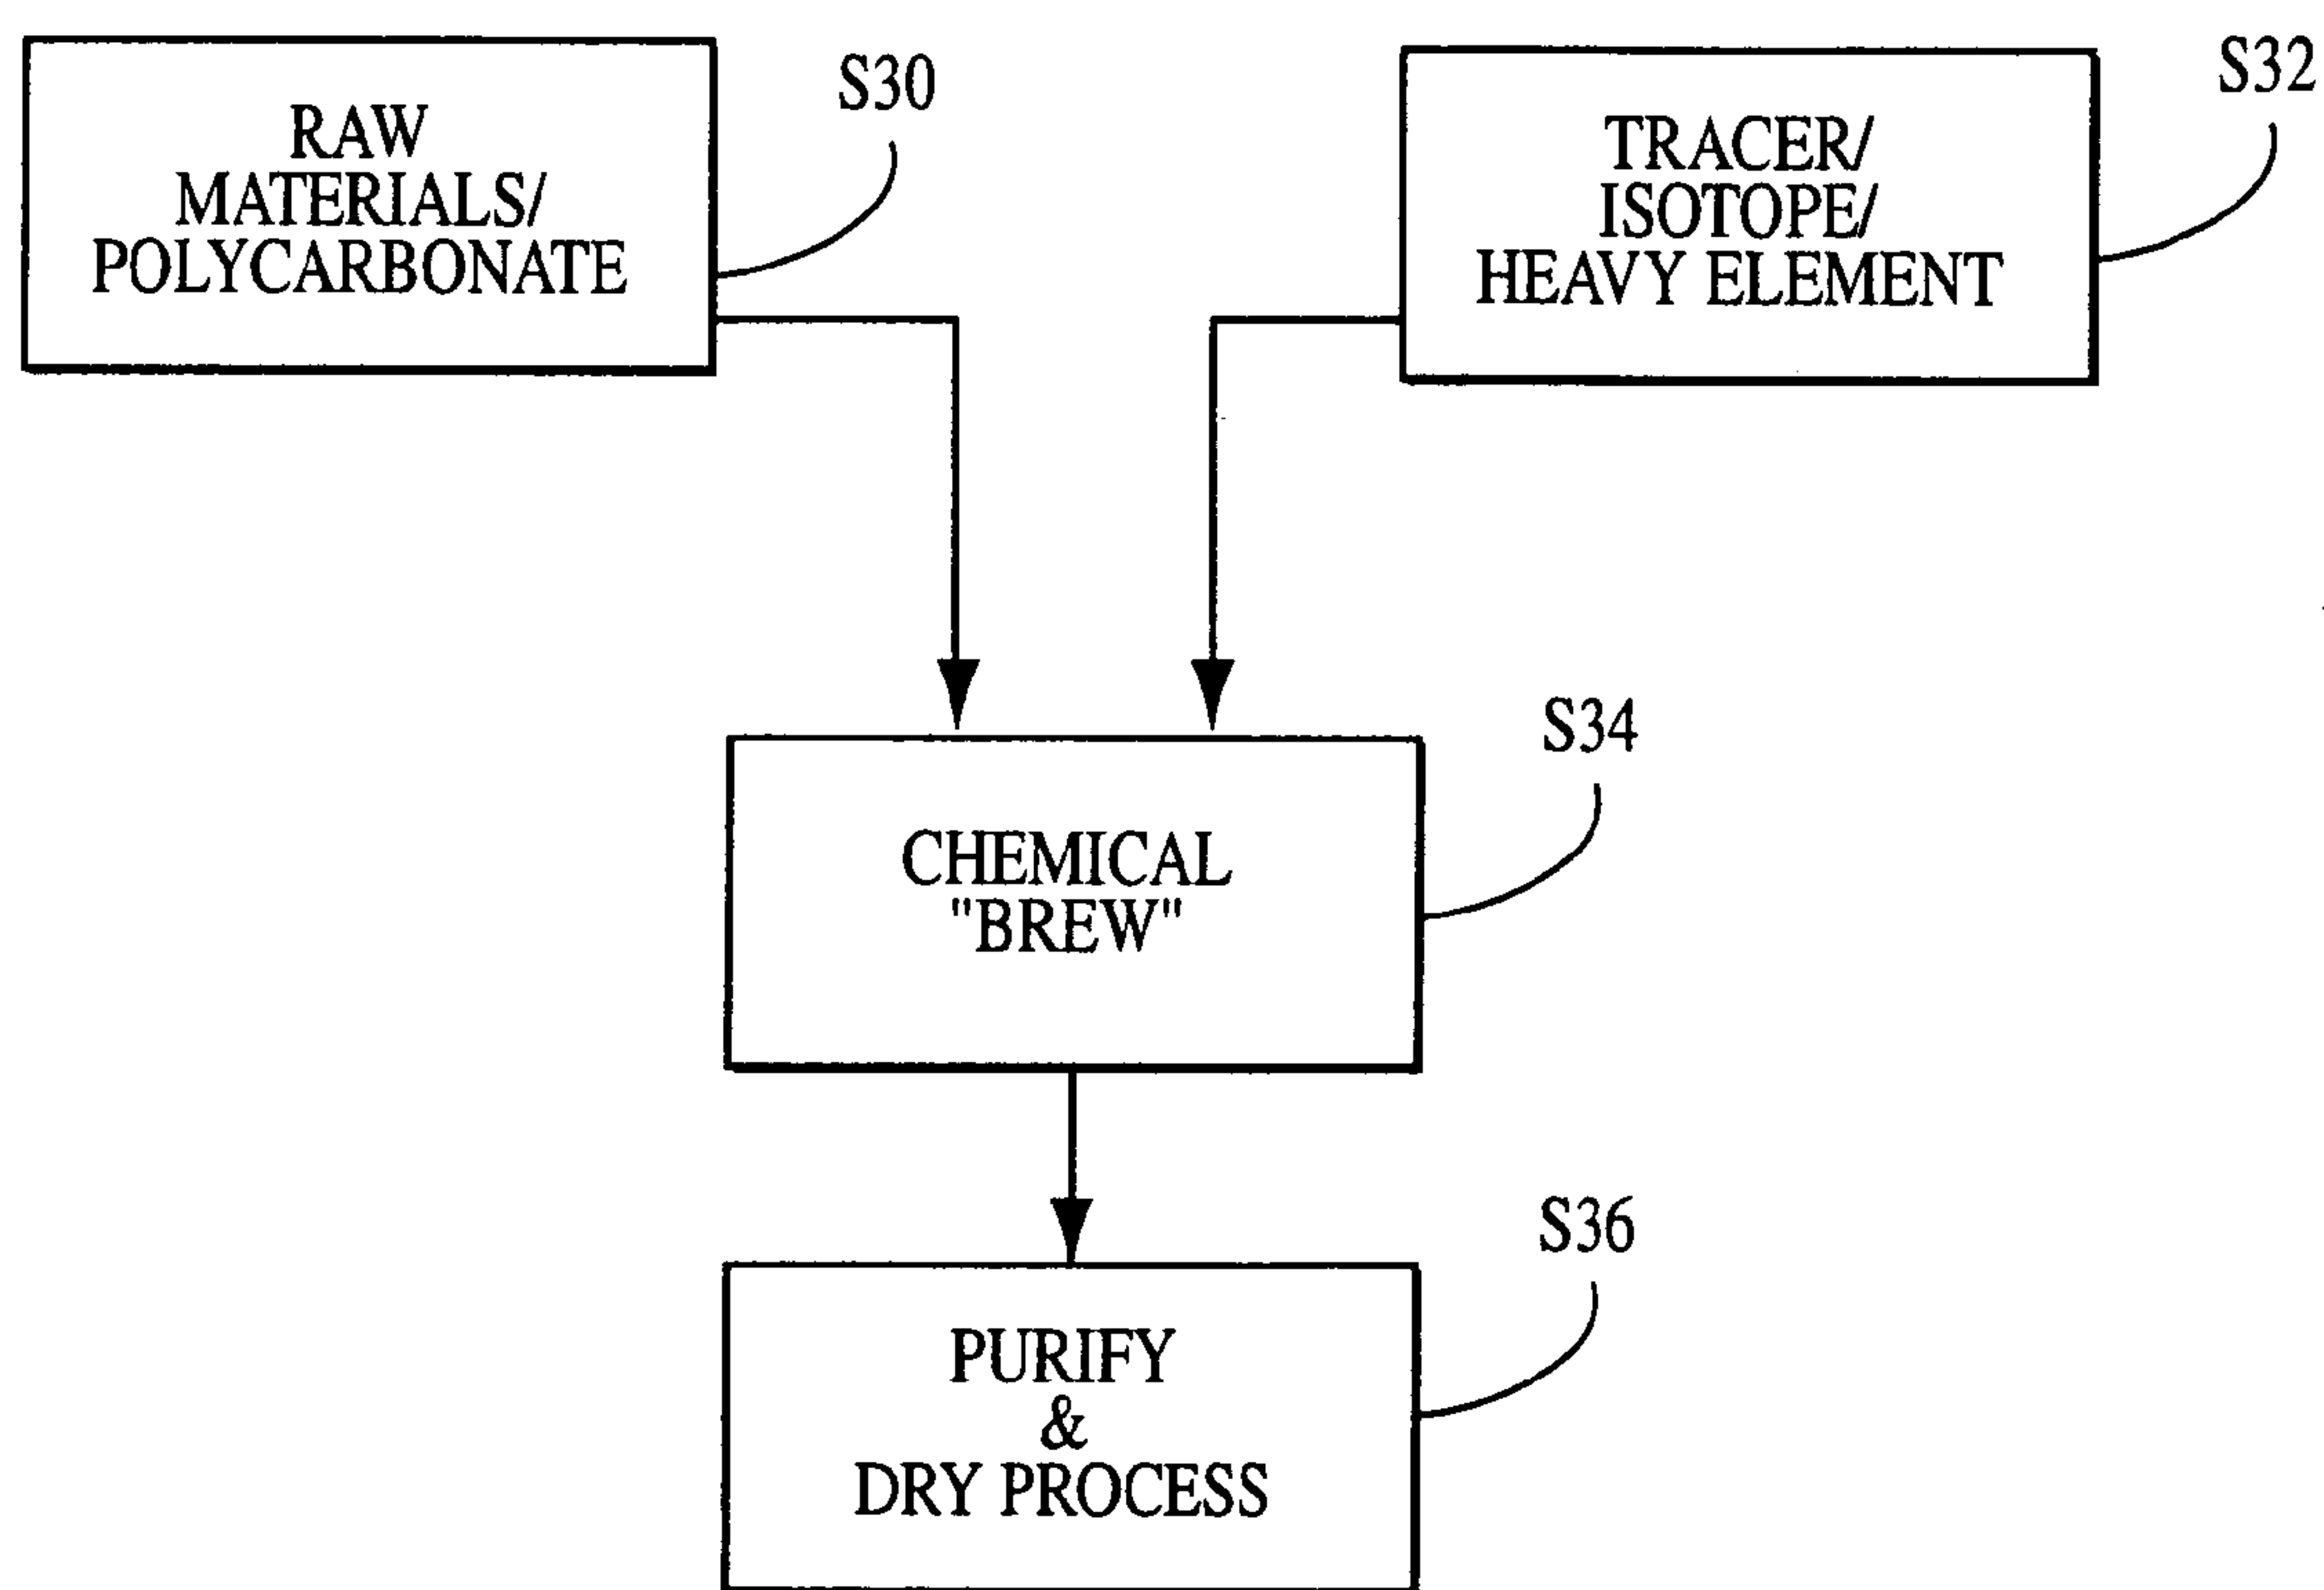 RAW
MATERIALS/
POLYCARBONATE
S30
TRACER/
ISOTOPE/
HEAVY ELEMENT
S32
CHEMICAL
"BREW"
S34
PURIFY
&
DRY PROCESS
S36